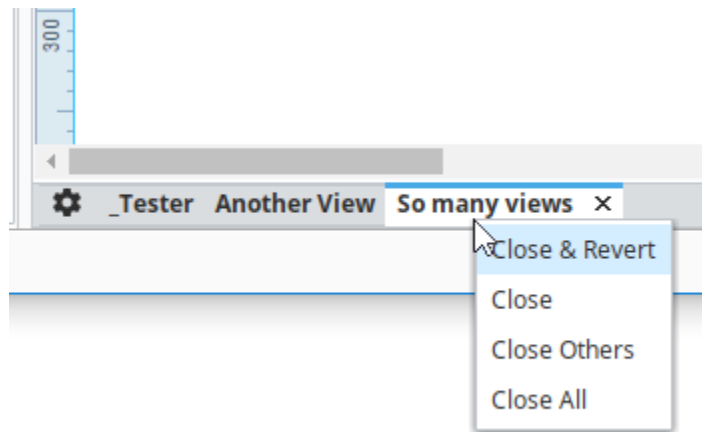 300
_Tester Another View So many views ×
Close & Revert
Close
Close Others
Close All